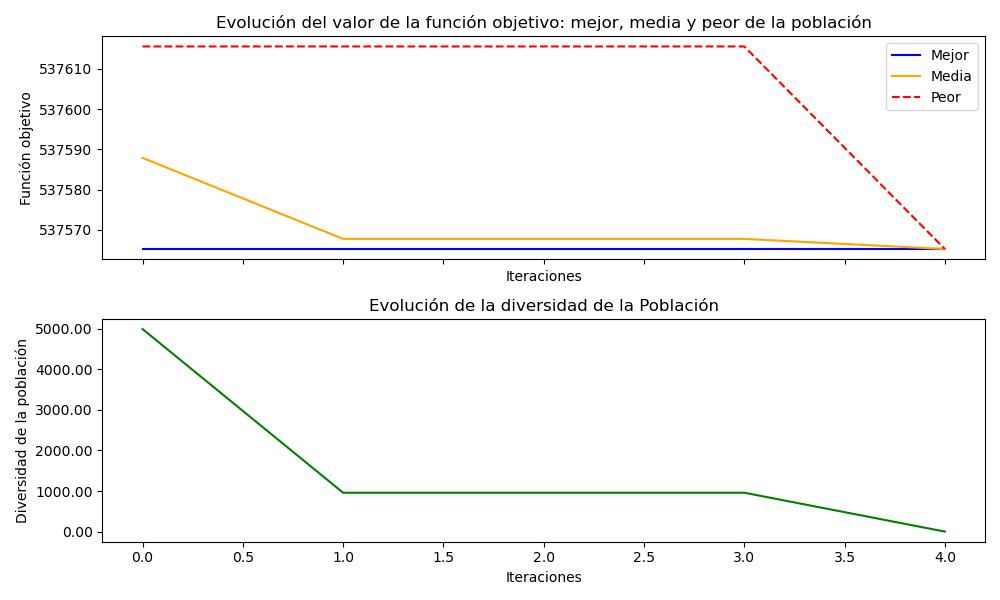 Evolución del valor de la función objetivo: mejor, media y peor de la población
Función objetivo
537610
537600
537590
537580
537570
Mejor
Media
Peor
Iteraciones
Evolución de la diversidad de la Población
Diversidad de la población
5000.00
4000.00
3000.00
2000.00
1000.00
0.00
0.0 0.5 1.0 1.5 2.0 2.5 3.0 3.5 4.0
Iteraciones